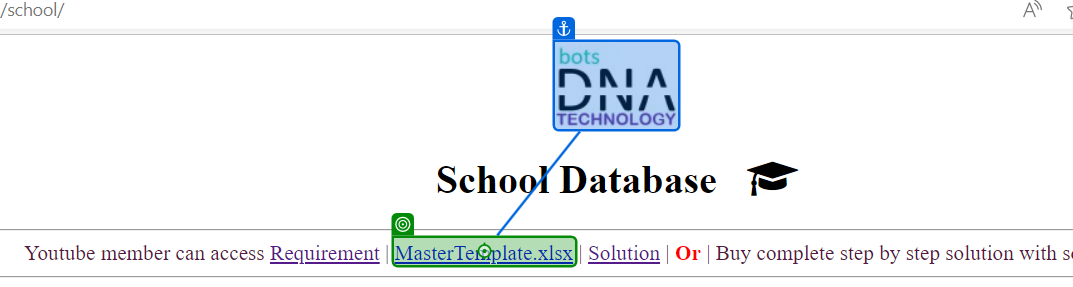 /school/
bots
DNA
TECHNOLOGY
School Database
Youtube member can access Requirement | MasterTemplate.xlsx | Solution | Or | Buy complete step by step solution with